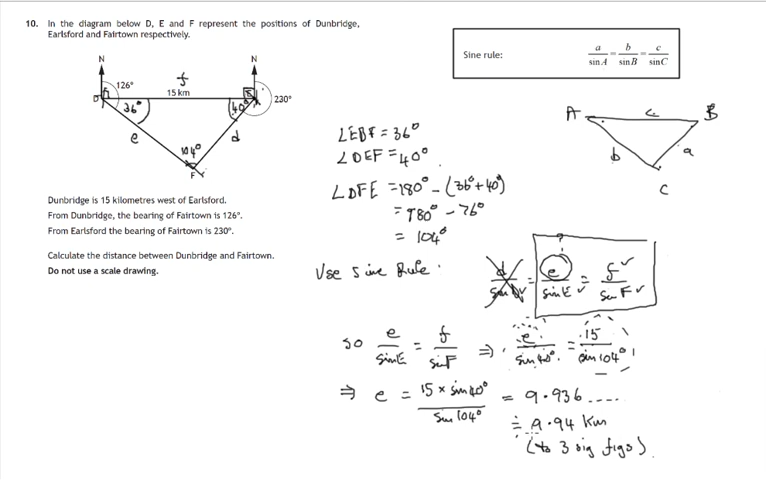 10. In the diagram below D, E and F represent the positions of Dunbridge,
Earlsford and Fairtown respectively.
N
126°
36°
f
15 km
N
E
40°
230°
e
d
104°
F
Dunbridge is 15 kilometres west of Earlsford.
From Dunbridge, the bearing of Fairtown is 126°.
From Earlsford the bearing of Fairtown is 230°.
Calculate the distance between Dunbridge and Fairtown.
Do not use a scale drawing.
Sine rule: a/sin A = b/sin B = c/sin C
A c B
b a
C
∠EDF = 36°
∠DEF = 40°
∠DFE = 180° - (36° + 40°)
= 180° - 76°
= 104°
Use Sine Rule.
d/sin D = e/sin E = f/sin F
so e/sin E = f/sin F ⇒ e/sin 40° = 15/sin 104°
⇒ e = 15 × sin 40°/sin 104° = 9.936.....
≐ 9.94 km
(to 3 sig figs).